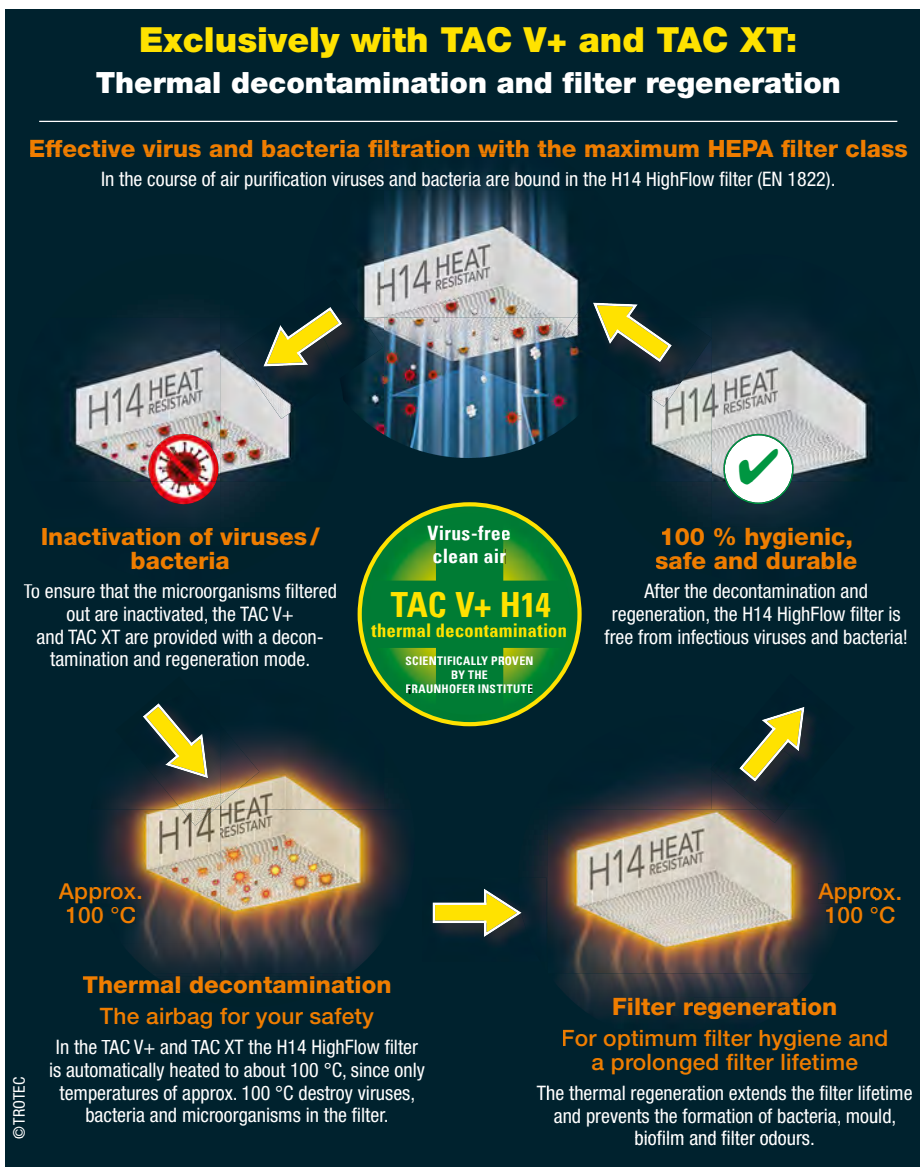 Exclusively with TAC V+ and TAC XT:
Thermal decontamination and filter regeneration
Effective virus and bacteria filtration with the maximum HEPA filter class
In the course of air purification viruses and bacteria are bound in the H14 HighFlow filter (EN 1822).
H14 HEAT
RESISTANT
H14 HEAT
RESISTANT
H14 HEAT
RESISTANT
Inactivation of viruses/
bacteria
To ensure that the microorganisms filtered
out are inactivated, the TAC V+
and TAC XT are provided with a decon-
tamination and regeneration mode.
Virus-free
clean air
TAC V+ H14
thermal decontamination
SCIENTIFICALLY PROVEN
BY THE
FRAUNHOFER INSTITUTE
100 % hygienic,
safe and durable
After the decontamination and
regeneration, the H14 HighFlow filter is
free from infectious viruses and bacteria!
H14 HEAT
RESISTANT
Approx.
100 °C
Thermal decontamination
The airbag for your safety
In the TAC V+ and TAC XT the H14 HighFlow filter
is automatically heated to about 100 °C, since only
temperatures of approx. 100 °C destroy viruses,
bacteria and microorganisms in the filter.
H14 HEAT
RESISTANT
Approx.
100 °C
Filter regeneration
For optimum filter hygiene and
a prolonged filter lifetime
The thermal regeneration extends the filter lifetime
and prevents the formation of bacteria, mould,
biofilm and filter odours.
©TROTEC